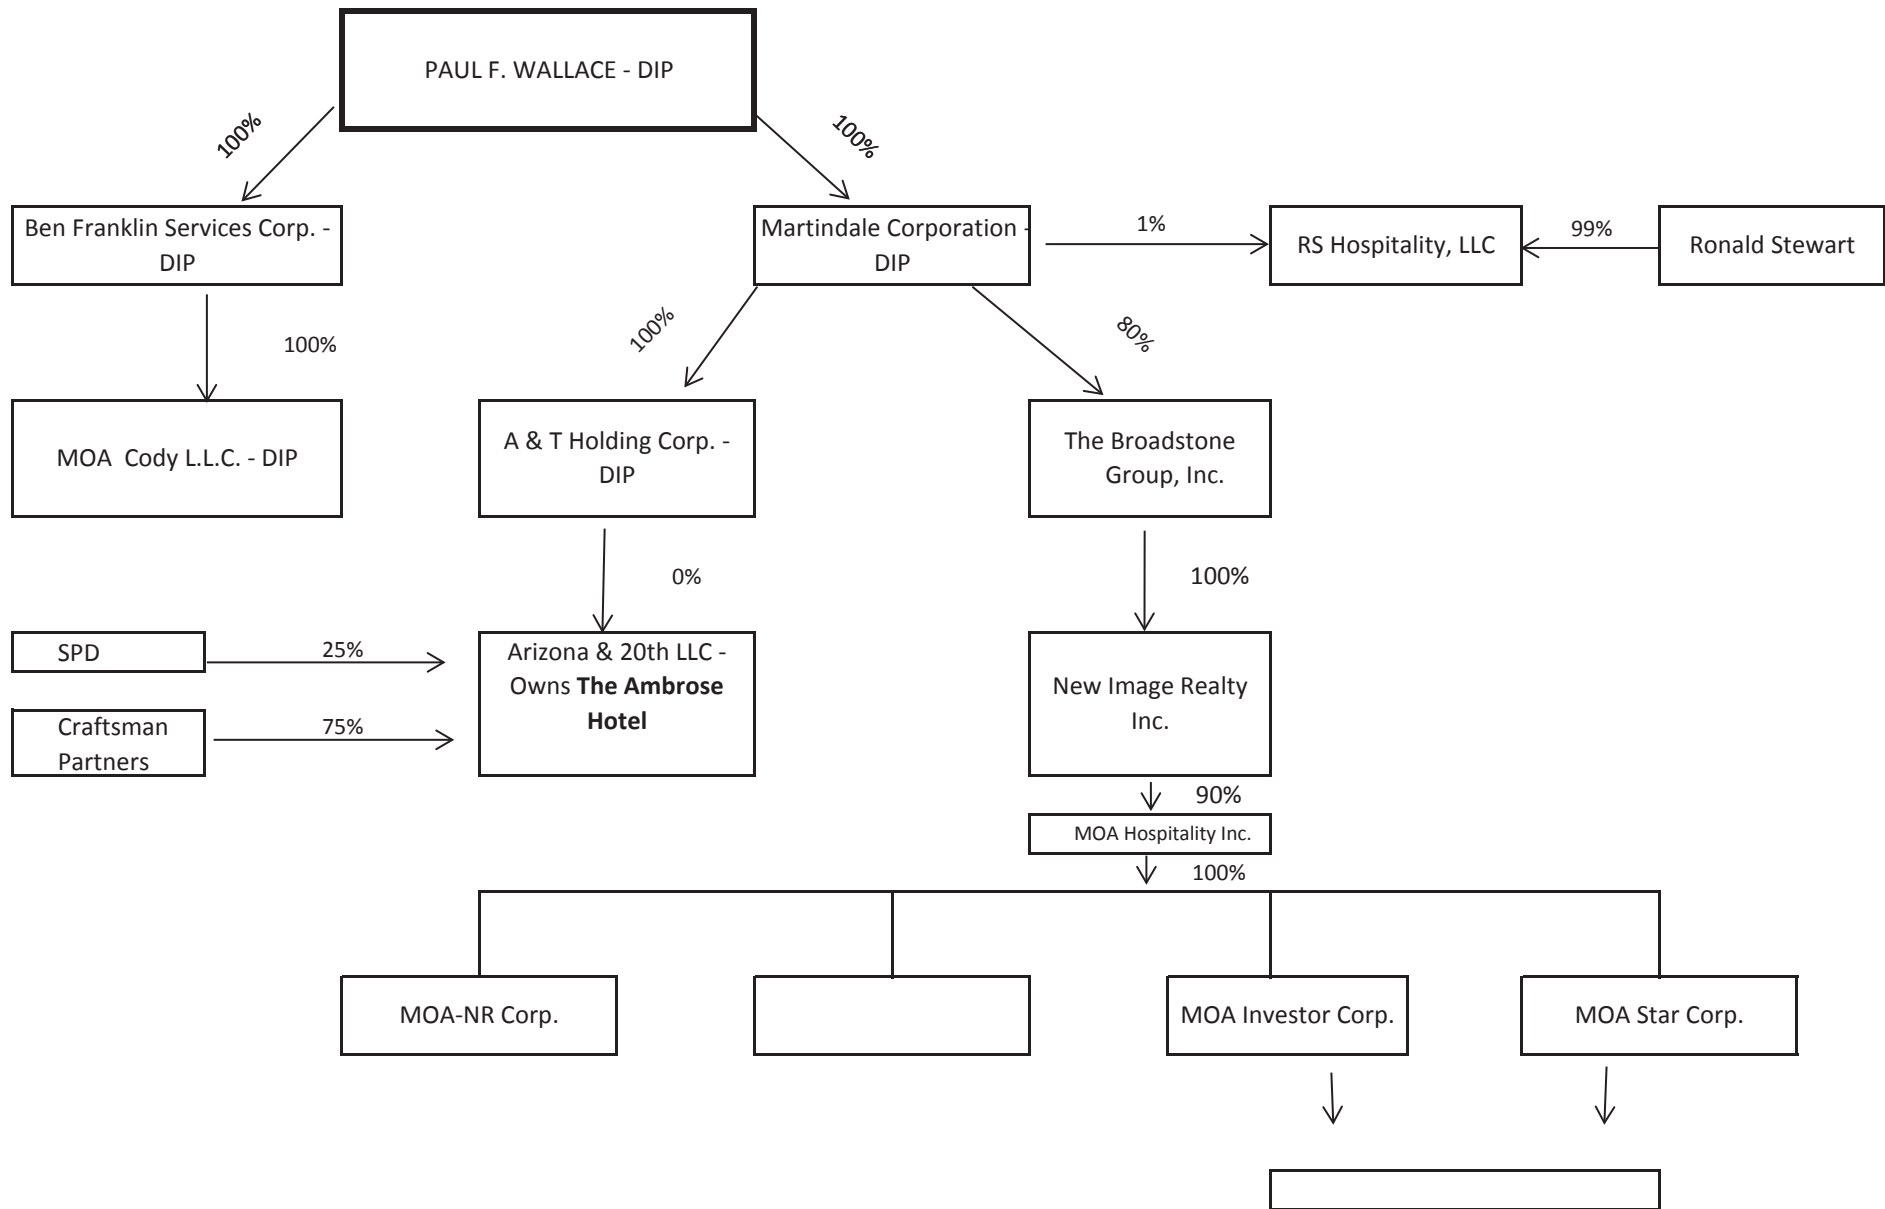 PAUL F. WALLACE - DIP
100%
100%
Ben Franklin Services Corp. -
DIP
Martindale Corporation -
DIP
1%
RS Hospitality, LLC
99%
Ronald Stewart
100%
100%
80%
MOA Cody L.L.C. - DIP
A & T Holding Corp. -
DIP
The Broadstone
Group, Inc.
0%
100%
SPD
25%
Craftsman
Partners
75%
Arizona & 20th LLC -
Owns The Ambrose
Hotel
New Image Realty
Inc.
90%
MOA Hospitality Inc.
100%
MOA-NR Corp.
MOA Investor Corp.
MOA Star Corp.